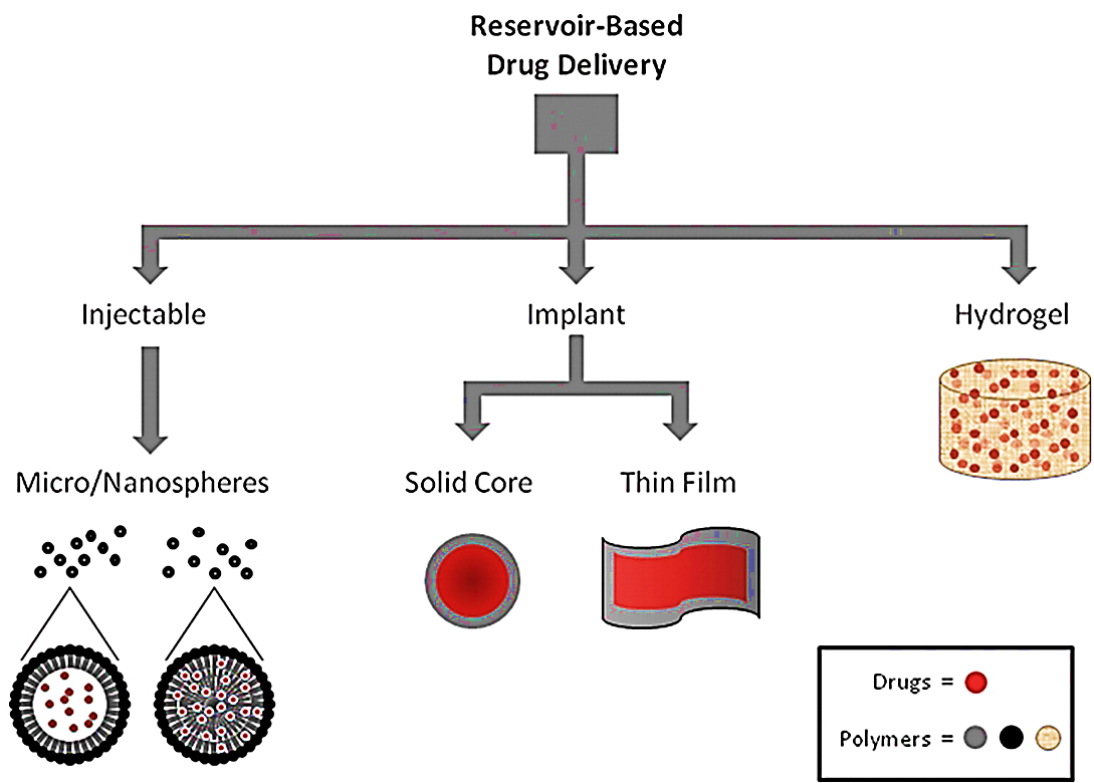 Reservoir-Based
Drug Delivery
Injectable
Implant
Hydrogel
Micro/Nanospheres
Solid Core
Thin Film
Drugs =
Polymers =